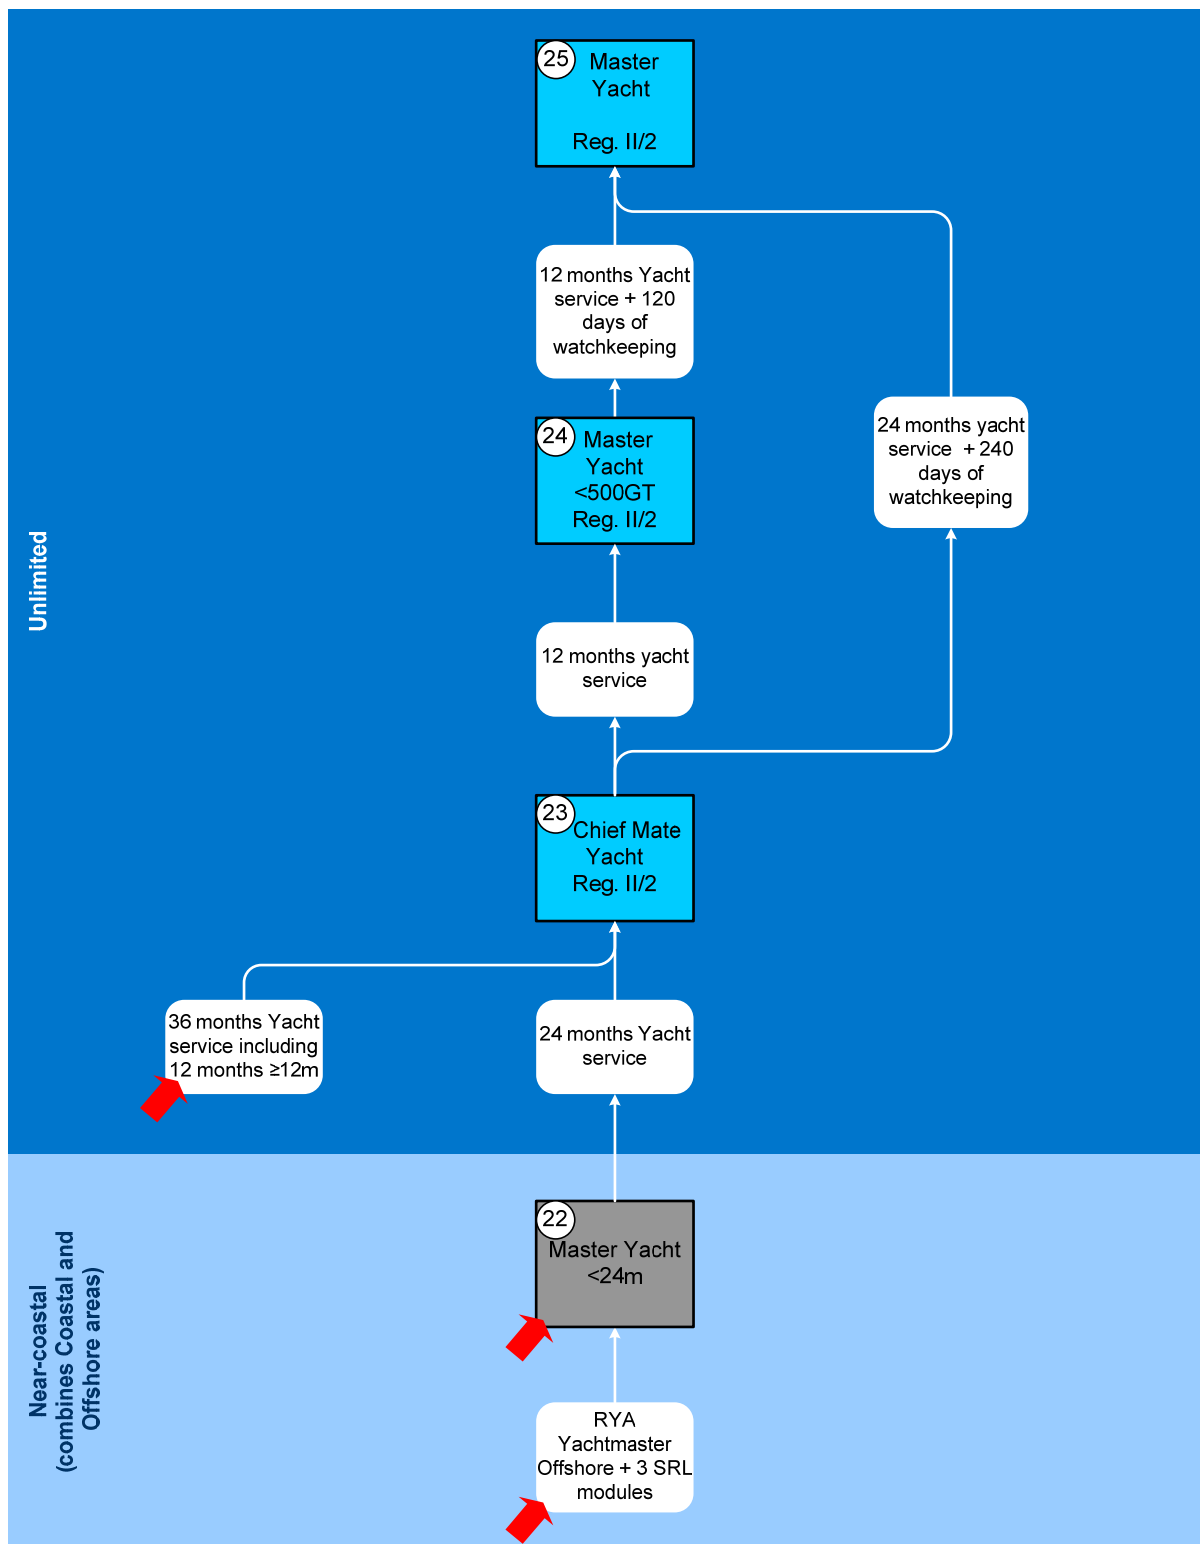 25
Master
Yacht
Reg. II/2
12 months Yacht
service + 120
days of
watchkeeping
24
Master
Yacht
<500GT
Reg. II/2
24 months yacht
service + 240
days of
watchkeeping
Unlimited
12 months yacht
service
23
Chief Mate
Yacht
Reg. II/2
36 months Yacht
service including
12 months ≥12m
24 months Yacht
service
22
Master Yacht
<24m
Near-coastal
(combines Coastal and
Offshore areas)
RYA
Yachtmaster
Offshore + 3 SRL
modules